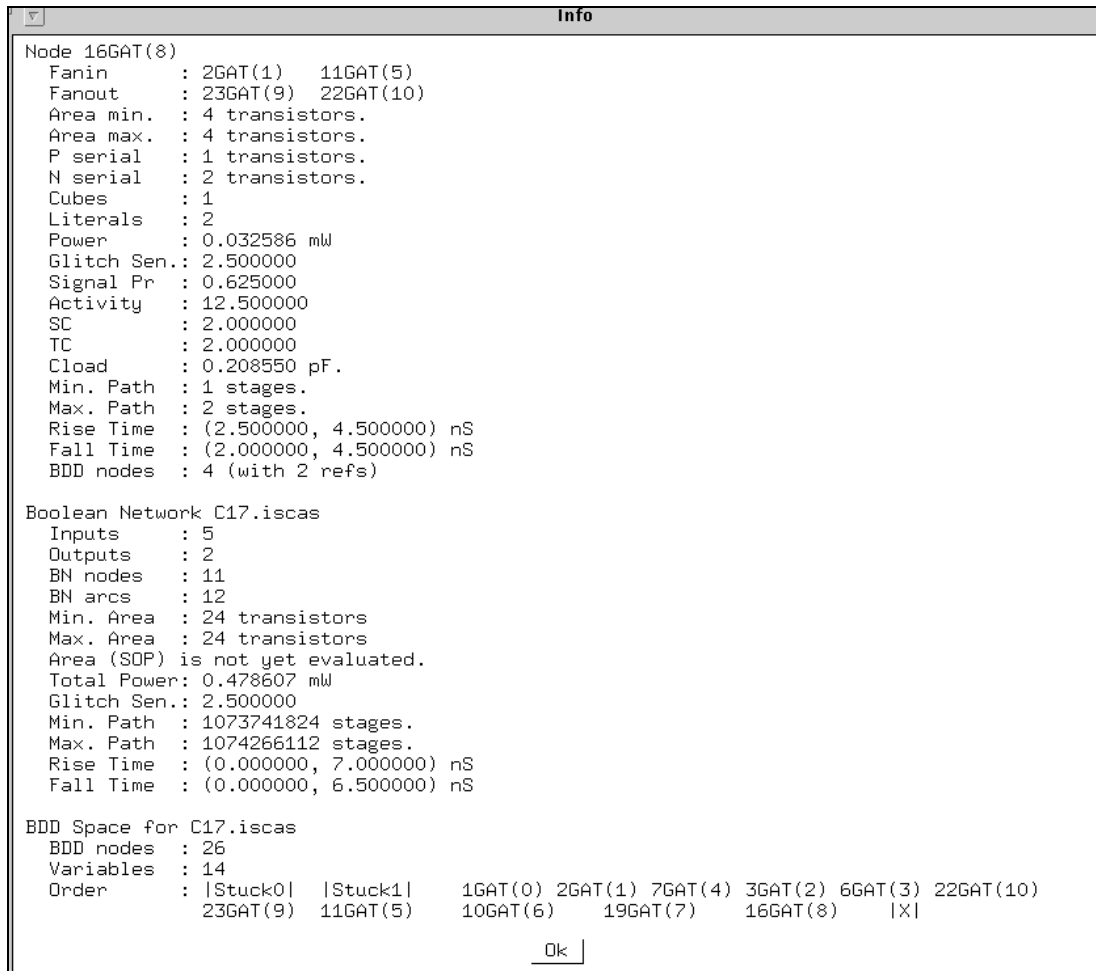 Info
Node 16GAT(8)
Fanin : 2GAT(1) 11GAT(5)
Fanout : 23GAT(9) 22GAT(10)
Area min. : 4 transistors.
Area max. : 4 transistors.
P serial : 1 transistors.
N serial : 2 transistors.
Cubes : 1
Literals : 2
Power : 0.032586 mW
Glitch Sen.: 2.500000
Signal Pr : 0.625000
Activity : 12.500000
SC : 2.000000
TC : 2.000000
Cload : 0.208550 pF.
Min. Path : 1 stages.
Max. Path : 2 stages.
Rise Time : (2.500000, 4.500000) nS
Fall Time : (2.000000, 4.500000) nS
BDD nodes : 4 (with 2 refs)
Boolean Network C17.iscas
Inputs : 5
Outputs : 2
BN nodes : 11
BN arcs : 12
Min. Area : 24 transistors
Max. Area : 24 transistors
Area (SOP) is not yet evaluated.
Total Power: 0.478607 mW
Glitch Sen.: 2.500000
Min. Path : 1073741824 stages.
Max. Path : 1074266112 stages.
Rise Time : (0.000000, 7.000000) nS
Fall Time : (0.000000, 6.500000) nS
BDD Space for C17.iscas
BDD nodes : 26
Variables : 14
Order : |Stuck0| |Stuck1| 1GAT(0) 2GAT(1) 7GAT(4) 3GAT(2) 6GAT(3) 22GAT(10)
23GAT(9) 11GAT(5) 10GAT(6) 19GAT(7) 16GAT(8) |X|
Ok